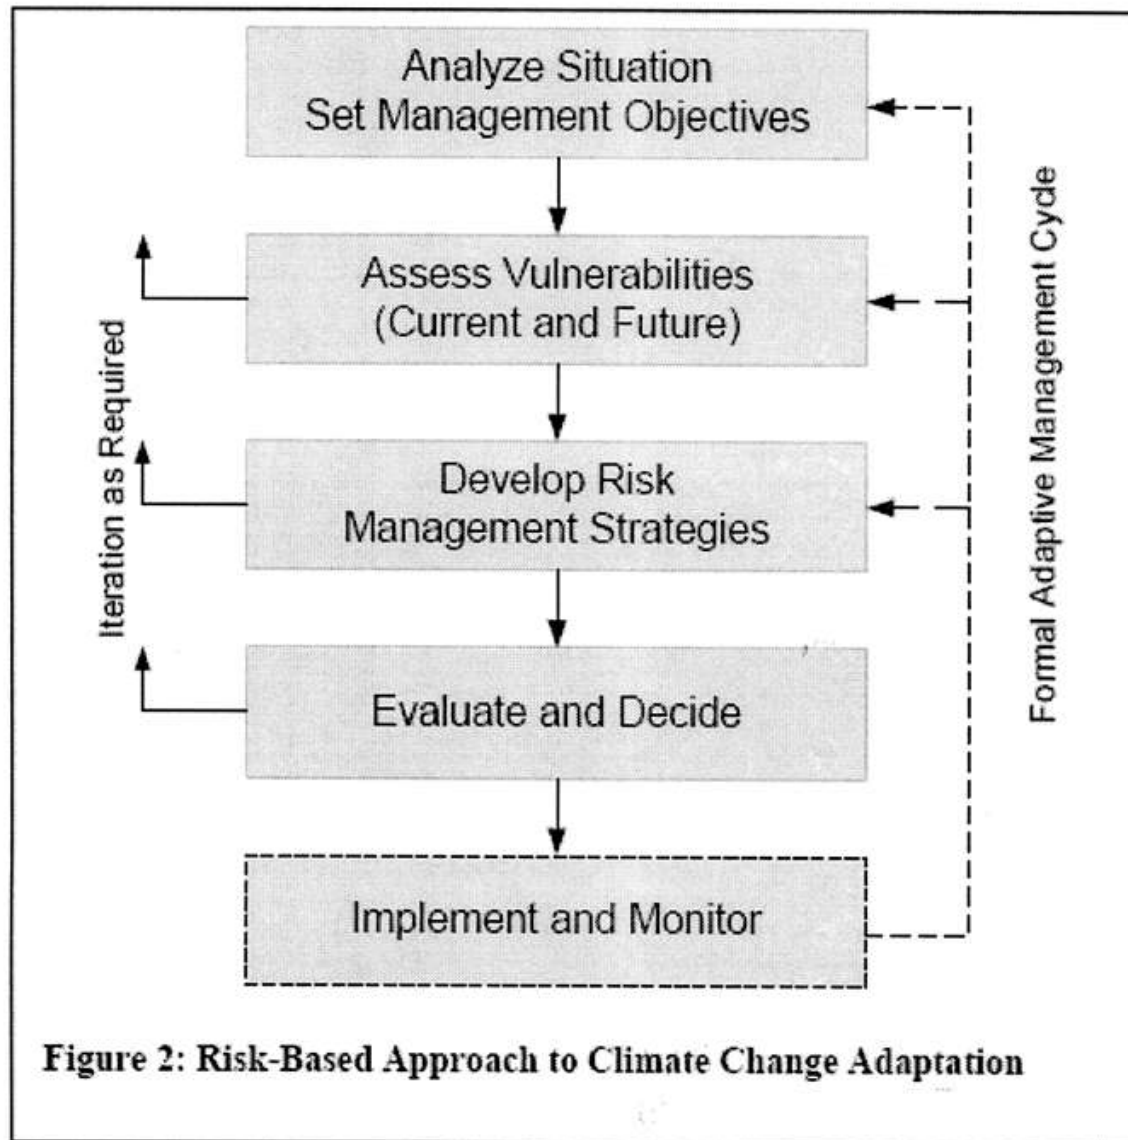 Analyze Situation
Set Management Objectives
Assess Vulnerabilities
(Current and Future)
Develop Risk
Management Strategies
Evaluate and Decide
Implement and Monitor
Iteration as Required
Formal Adaptive Management Cycle
Figure 2: Risk-Based Approach to Climate Change Adaptation